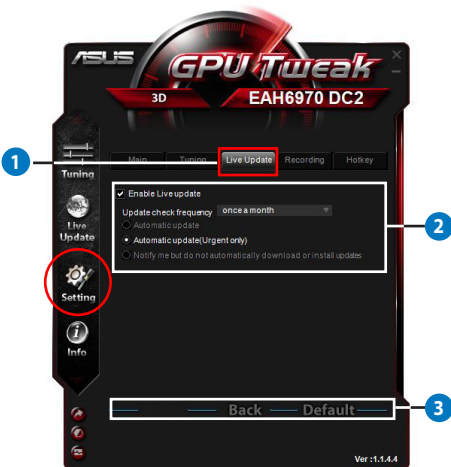 ASUS
GPU Tweak
3D
EAH6970 DC2
1
Main Tuning Live Update Recording Hotkey
Tuning
Enable Liveupdate
Update check frequency once a month
Automatic update
Automatic update(Urgent only)
Notify me but do not automatically download or install updates
2
Live
Update
Setting
Info
Back Default
3
Ver :1.1.4.4